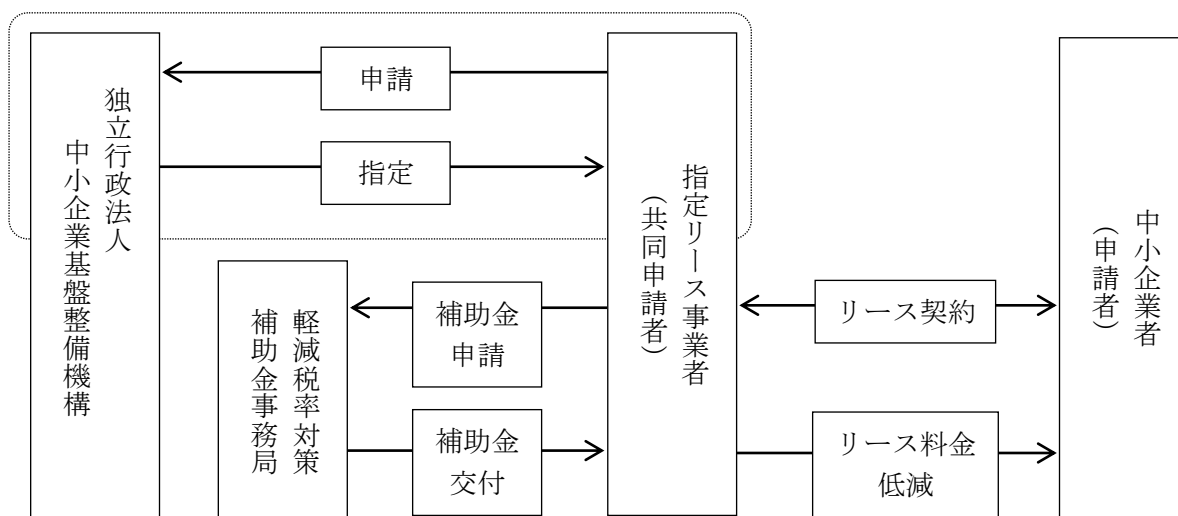 独立行政法人
中小企業基盤整備機構
申請
指定
指定リース事業者
(共同申請者)
中小企業者
(申請者)
軽減税率対策
補助金事務局
補助金
申請
補助金
交付
リース契約
リース料金
低減